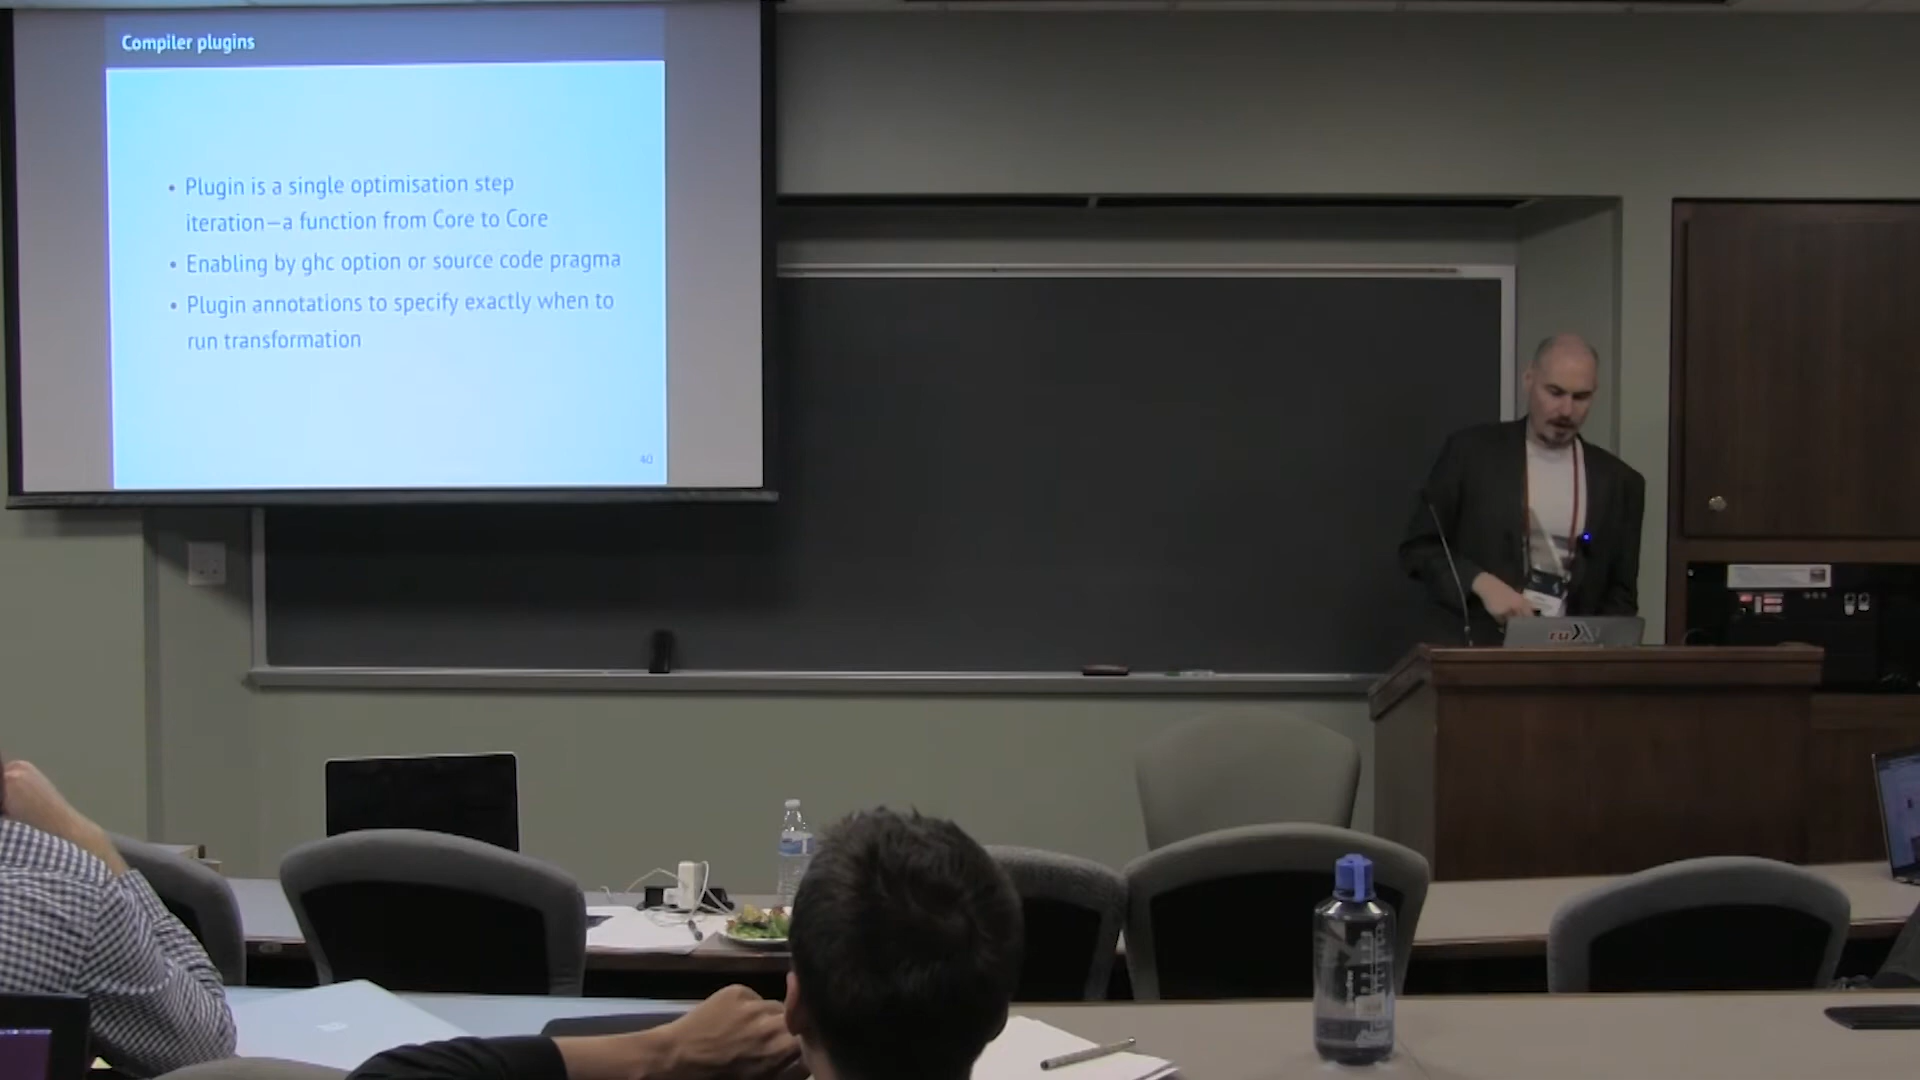 Compiler plugins
• Plugin is a single optimisation step
iteration—a function from Core to Core
• Enabling by ghc option or source code pragma
• Plugin annotations to specify exactly when to
run transformation
40
ru